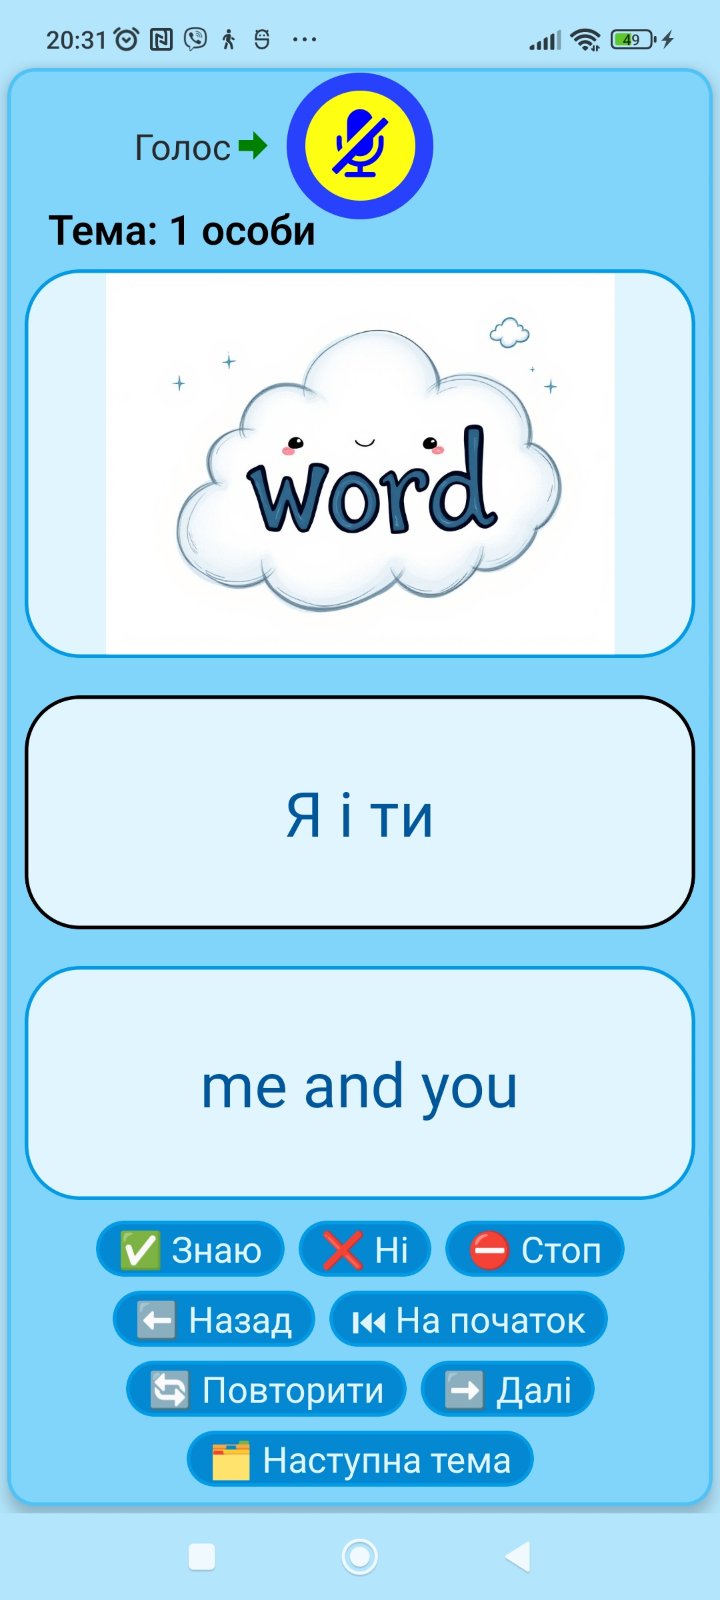 20:31
49
Голос
Тема: 1 особи
word
Я і ти
me and you
✅ Знаю ❌ Ні ⛔ Стоп
⬅️ Назад ⏮ На початок
🔄 Повторити ➡️ Далі
🗂️ Наступна тема